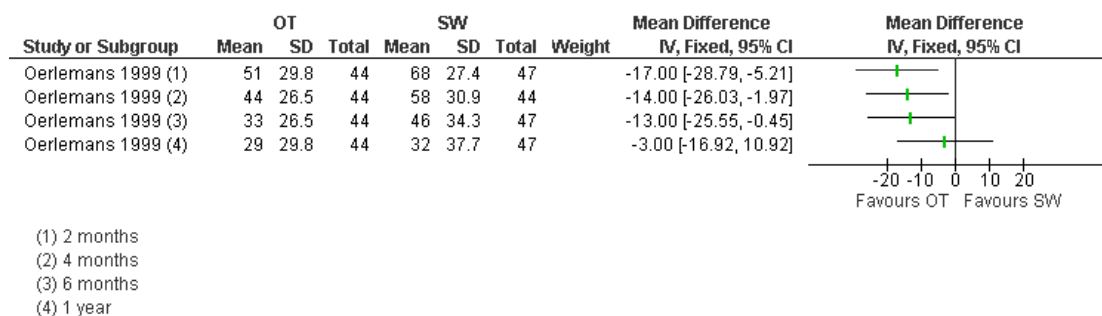 OT SW Mean Difference Mean Difference
Study or Subgroup Mean SD Total Mean SD Total Weight IV, Fixed, 95% CI IV, Fixed, 95% CI
Oerlemans 1999 (1) 51 29.8 44 68 27.4 47 -17.00 [-28.79, -5.21]
Oerlemans 1999 (2) 44 26.5 44 58 30.9 44 -14.00 [-26.03, -1.97]
Oerlemans 1999 (3) 33 26.5 44 46 34.3 47 -13.00 [-25.55, -0.45]
Oerlemans 1999 (4) 29 29.8 44 32 37.7 47 -3.00 [-16.92, 10.92]
-20 -10 0 10 20
Favours OT Favours SW
(1) 2 months
(2) 4 months
(3) 6 months
(4) 1 year